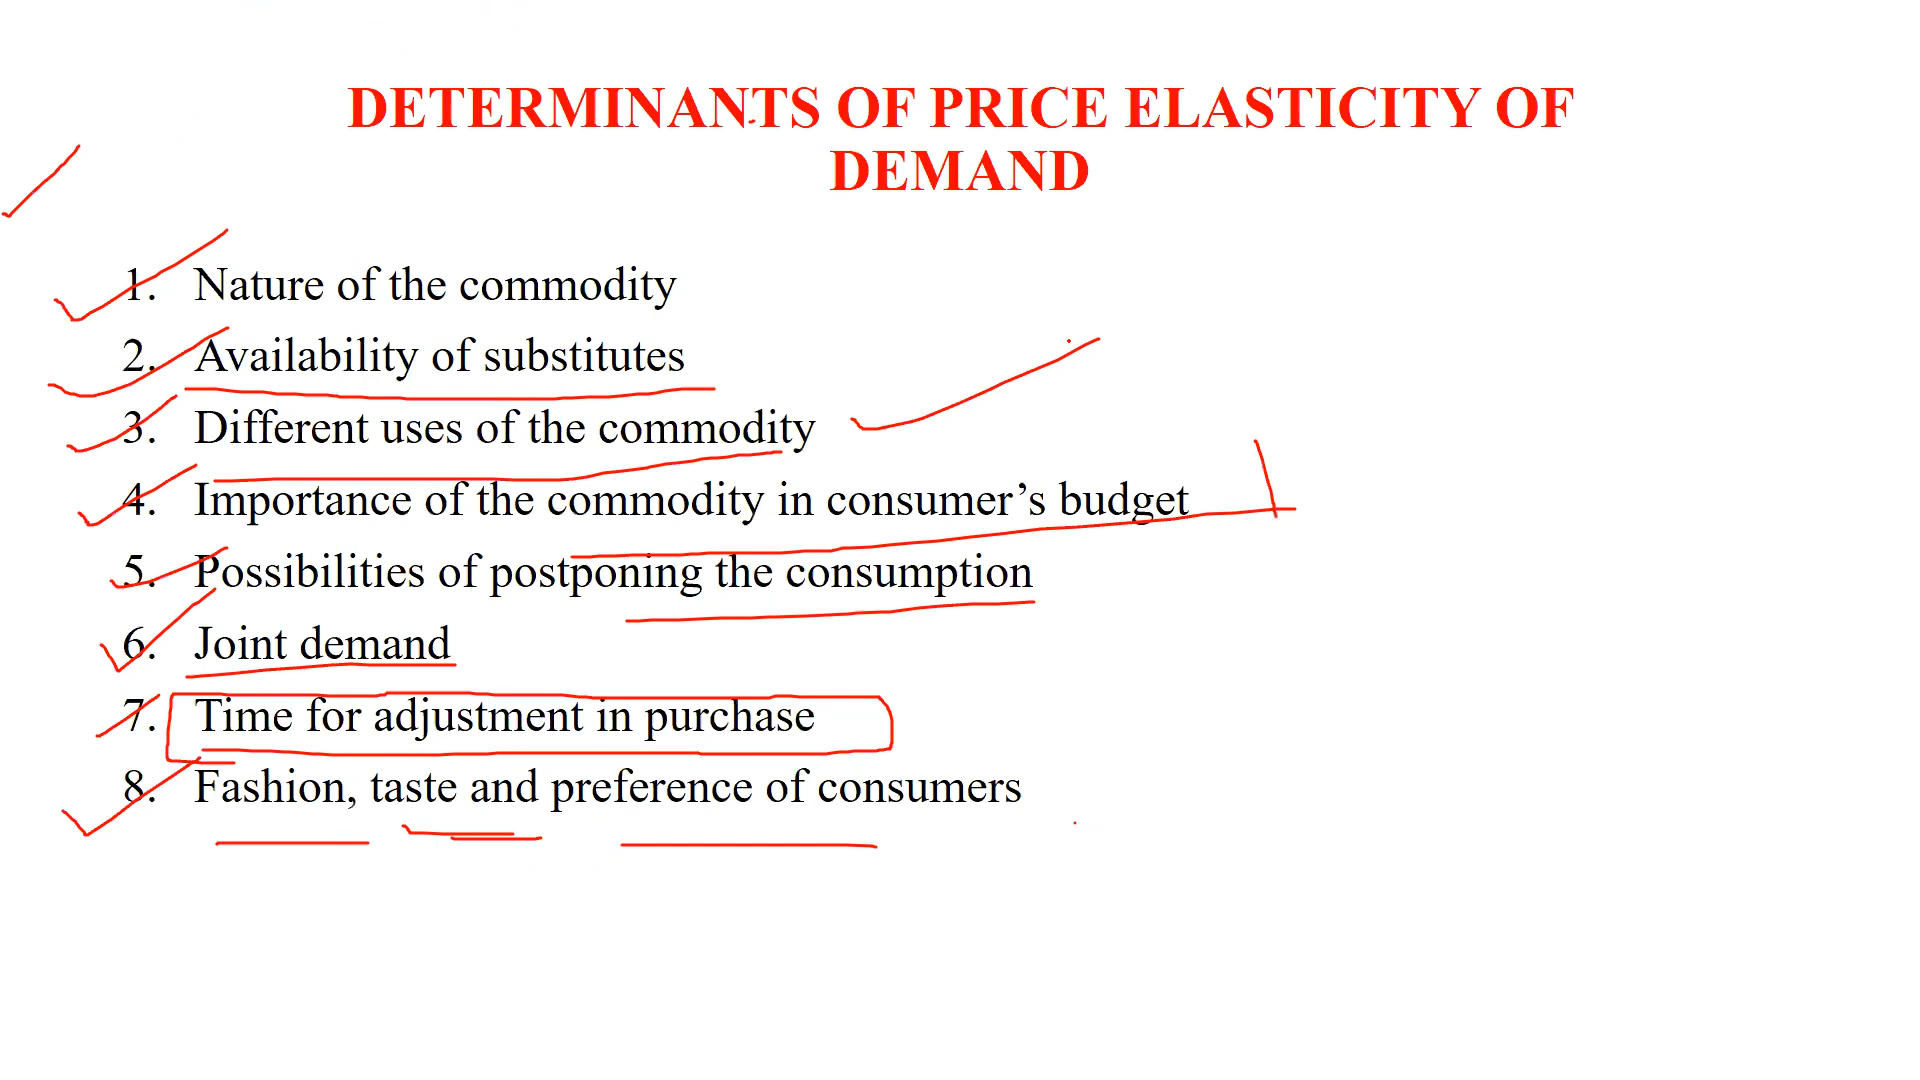 DETERMINANTS OF PRICE ELASTICITY OF
DEMAND
1. Nature of the commodity
2. Availability of substitutes
3. Different uses of the commodity
4. Importance of the commodity in consumer’s budget
5. Possibilities of postponing the consumption
6. Joint demand
7. Time for adjustment in purchase
8. Fashion, taste and preference of consumers